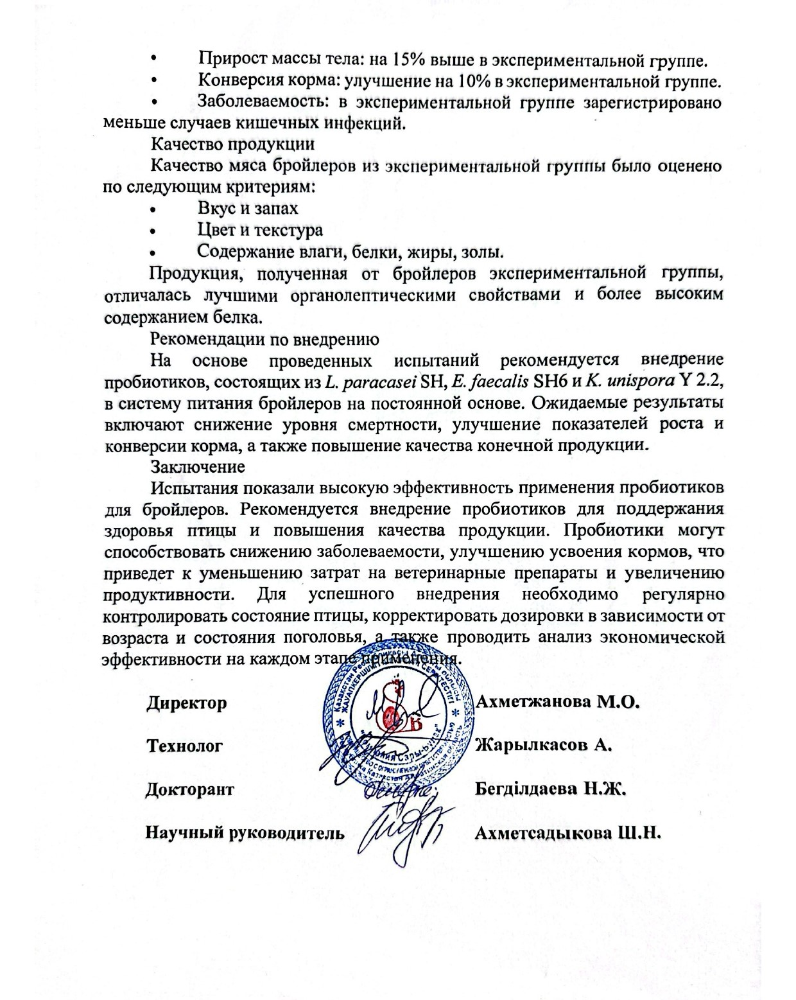 • Прирост массы тела: на 15% выше в экспериментальной группе.
• Конверсия корма: улучшение на 10% в экспериментальной группе.
• Заболеваемость: в экспериментальной группе зарегистрировано
меньше случаев кишечных инфекций.
Качество продукции
Качество мяса бройлеров из экспериментальной группы было оценено
по следующим критериям:
• Вкус и запах
• Цвет и текстура
• Содержание влаги, белки, жиры, золы.
Продукция, полученная от бройлеров экспериментальной группы,
отличалась лучшими органолептическими свойствами и более высоким
содержанием белка.
Рекомендации по внедрению
На основе проведенных испытаний рекомендуется внедрение
пробиотиков, состоящих из L. paracasei SH, E. faecalis SH6 и K. unispora Y 2.2,
в систему питания бройлеров на постоянной основе. Ожидаемые результаты
включают снижение уровня смертности, улучшение показателей роста и
конверсии корма, а также повышение качества конечной продукции.
Заключение
Испытания показали высокую эффективность применения пробиотиков
для бройлеров. Рекомендуется внедрение пробиотиков для поддержания
здоровья птицы и повышения качества продукции. Пробиотики могут
способствовать снижению заболеваемости, улучшению усвоения кормов, что
приведет к уменьшению затрат на ветеринарные препараты и увеличению
продуктивности. Для успешного внедрения необходимо регулярно
контролировать состояние птицы, корректировать дозировки в зависимости от
возраста и состояния поголовья, а также проводить анализ экономической
эффективности на каждом этапе применения.
Директор Ахметжанова М.О.
Технолог Жарылкасов А.
Докторант Бегділдаева Н.Ж.
Научный руководитель Ахметсадыкова Ш.Н.